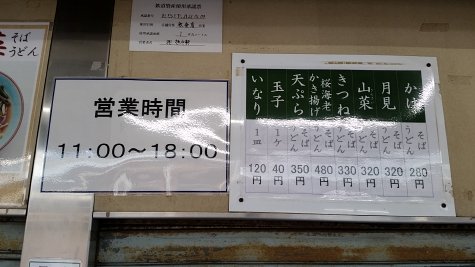 そば
うどん
営業時間
11:00～18:00
かけ そば うどん 280円
月見 そば うどん 320円
山菜 そば うどん 320円
きつね そば うどん 330円
桜海老かき揚げ そば うどん 480円
天ぷら そば うどん 350円
玉子 1ケ 40円
いなり 1皿 120円